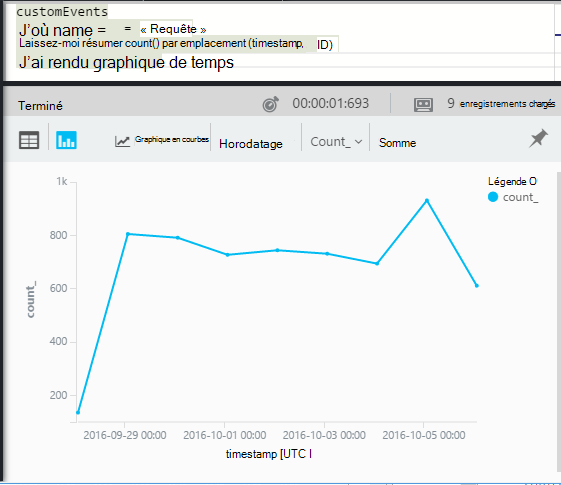 customEvents
J’où name = = « Requête »
Laissez-moi résumer count() par emplacement (timestamp, ID)
J’ai rendu graphique de temps
Terminé 00:00:01:693 9 enregistrements chargés
Graphique en courbes Horodatage Count_ Somme
Légende O
count_
1k
800
600
400
200
count_
2016-09-29 00:00 2016-10-01 00:00 2016-10-03 00:00 2016-10-05 00:00
timestamp [UTC I